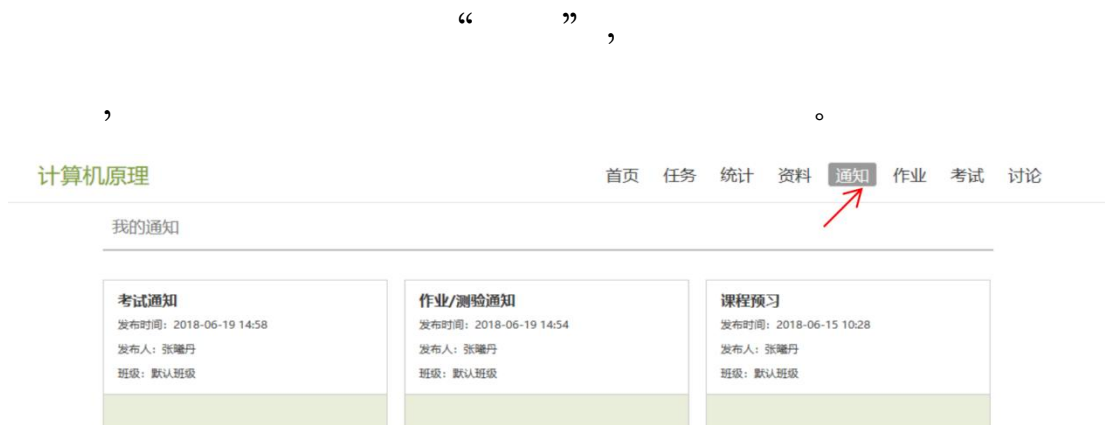 “ ”，
， 。
计算机原理 首页 任务 统计 资料 通知 作业 考试 讨论
我的通知
考试通知 作业/测验通知 课程预习
发布时间：2018-06-19 14:58 发布时间：2018-06-19 14:54 发布时间：2018-06-15 10:28
发布人：张曦丹 发布人：张曦丹 发布人：张曦丹
班级：默认班级 班级：默认班级 班级：默认班级